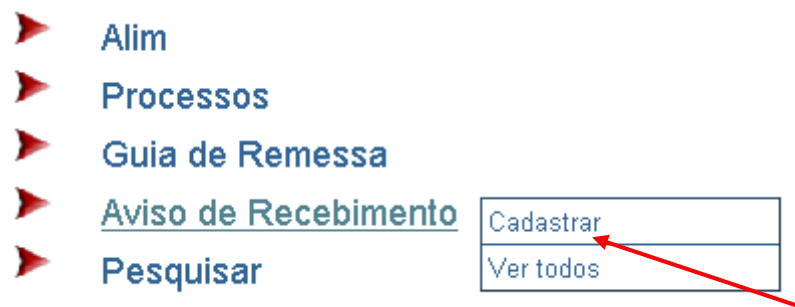 Alim
Processos
Guia de Remessa
Aviso de Recebimento
Cadastrar
Pesquisar
Ver todos